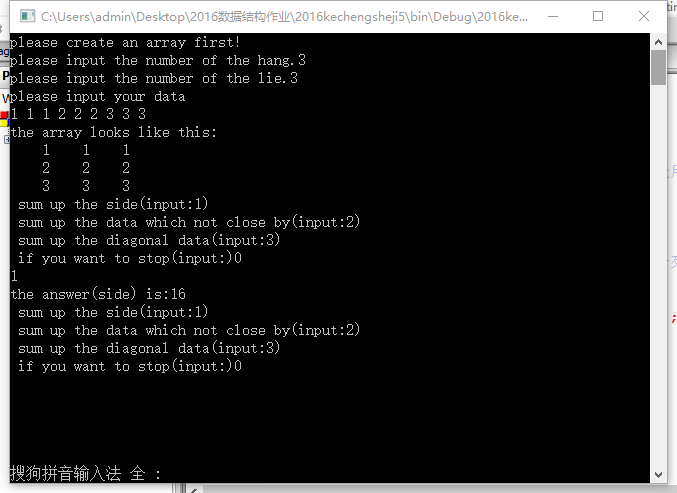 C:\Users\admin\Desktop\2016数据结构作业\2016kechengsheji5\bin\Debug\2016ke...
please create an array first!
please input the number of the hang.3
please input the number of the lie.3
please input your data
1 1 1 2 2 2 3 3 3
the array looks like this:
1 1 1
2 2 2
3 3 3
sum up the side(input:1)
sum up the data which not close by(input:2)
sum up the diagonal data(input:3)
if you want to stop(input:)0
1
the answer(side) is:16
sum up the side(input:1)
sum up the data which not close by(input:2)
sum up the diagonal data(input:3)
if you want to stop(input:)0
搜狗拼音输入法 全 :